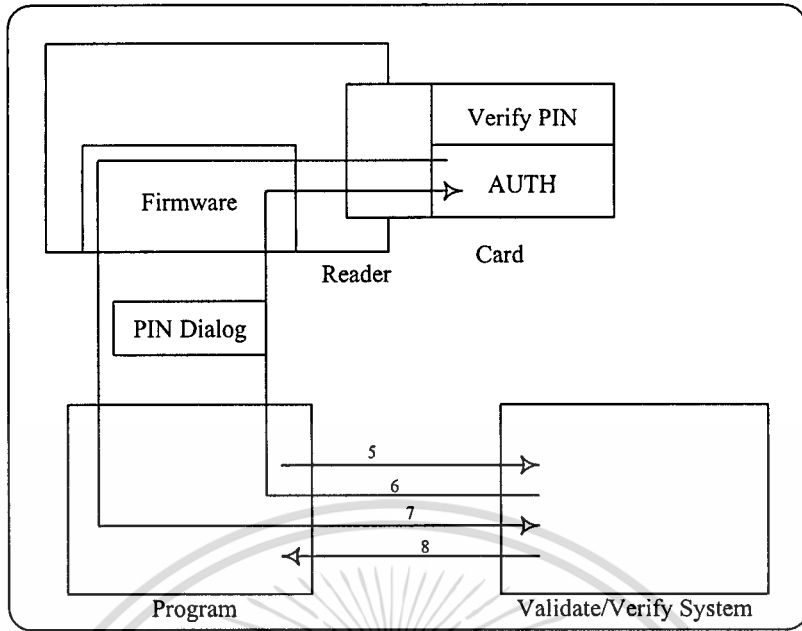 Verify PIN
AUTH
Firmware
Card
Reader
PIN Dialog
5
6
7
8
Program
Validate/Verify System